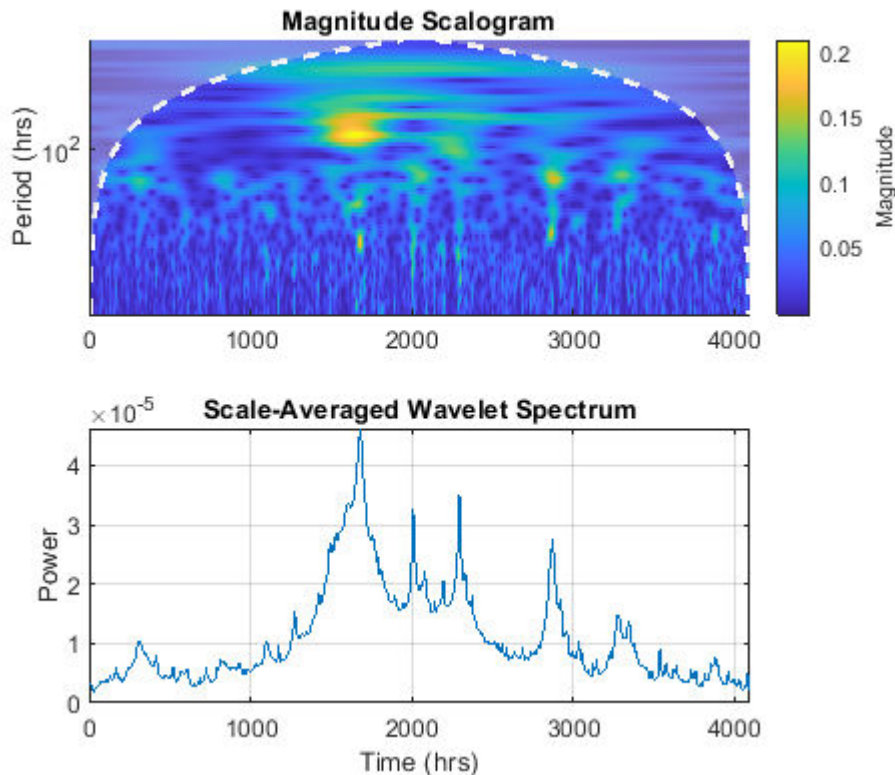 Magnitude Scalogram
Period (hrs)
10²
0 1000 2000 3000 4000
0.2
0.15
0.1
0.05
Magnitude
×10⁻⁵
Scale-Averaged Wavelet Spectrum
Power
4
3
2
1
0
0 1000 2000 3000 4000
Time (hrs)